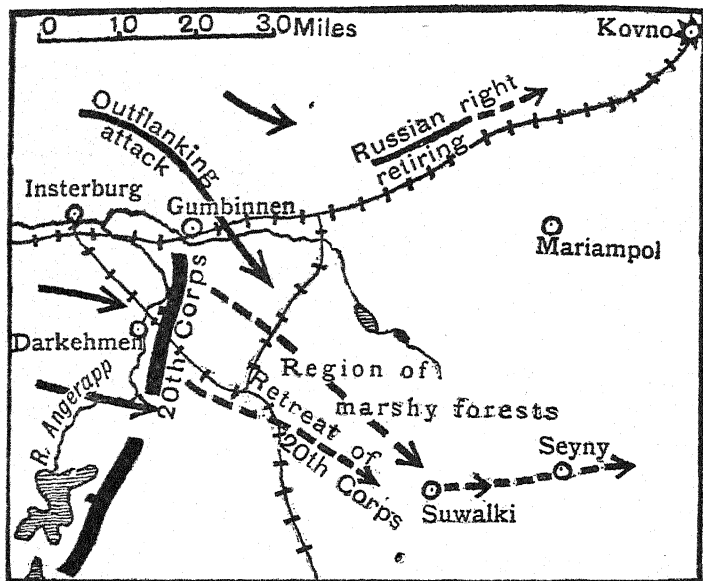 0 10 20 30 Miles
Kovno
Outflanking
attack
Russian right
retiring
Insterburg
Gumbinnen
Mariampol
20th Corps
Darkehmen
R. Angerapp
Region of
marshy forests
Retreat of
20th Corps
Seyny
Suwalki